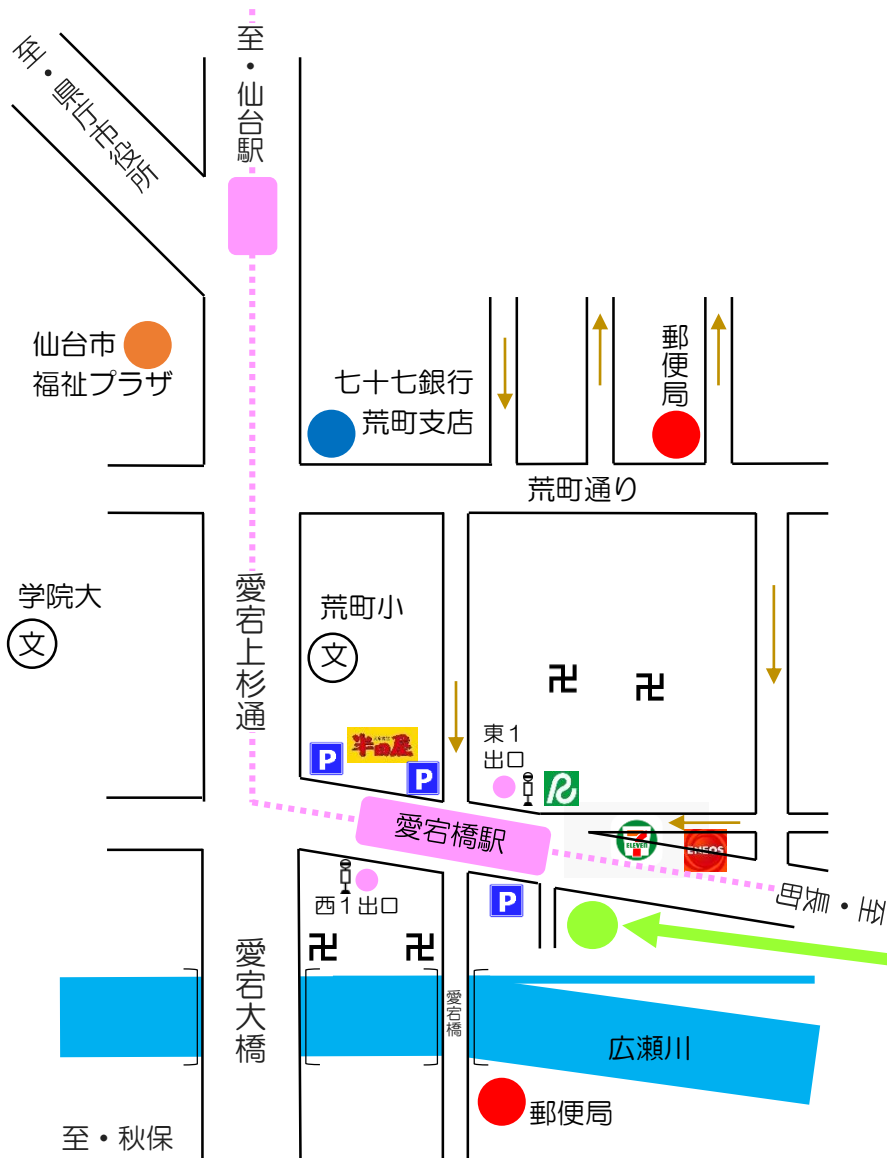 至・仙台駅
至・県庁市役所
仙台市
福祉プラザ
七十七銀行
荒町支店
郵便局
荒町通り
学院大
文
愛宕上杉通
荒町小
文
卍
卍
半田屋
P
P
東1
出口
愛宕橋駅
7
ELEVEN
ENEOS
至・長町
西1出口
P
卍
卍
愛宕大橋
愛宕橋
広瀬川
郵便局
至・秋保